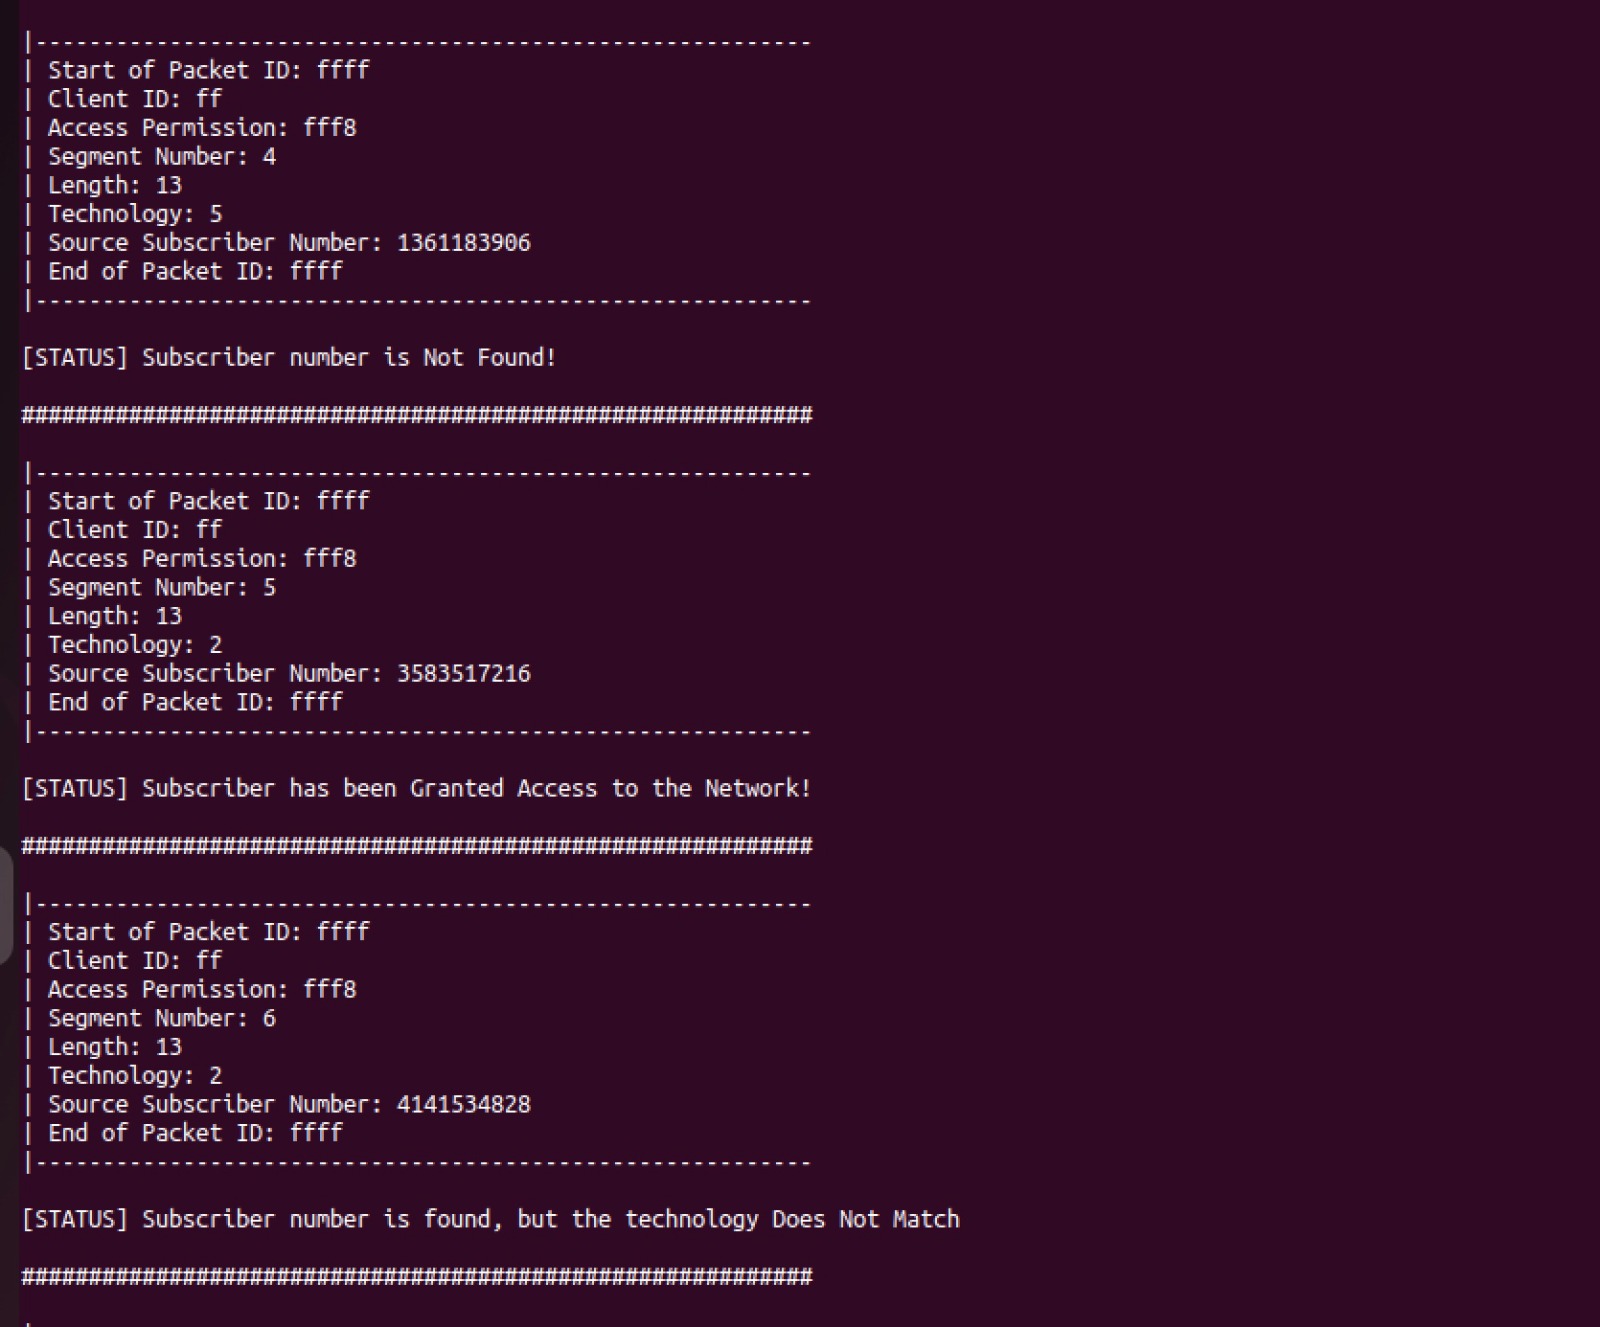 |----------------------------------------------------------
| Start of Packet ID: ffff
| Client ID: ff
| Access Permission: fff8
| Segment Number: 4
| Length: 13
| Technology: 5
| Source Subscriber Number: 1361183906
| End of Packet ID: ffff
|----------------------------------------------------------
[STATUS] Subscriber number is Not Found!
###########################################################
|----------------------------------------------------------
| Start of Packet ID: ffff
| Client ID: ff
| Access Permission: fff8
| Segment Number: 5
| Length: 13
| Technology: 2
| Source Subscriber Number: 3583517216
| End of Packet ID: ffff
|----------------------------------------------------------
[STATUS] Subscriber has been Granted Access to the Network!
###########################################################
|----------------------------------------------------------
| Start of Packet ID: ffff
| Client ID: ff
| Access Permission: fff8
| Segment Number: 6
| Length: 13
| Technology: 2
| Source Subscriber Number: 4141534828
| End of Packet ID: ffff
|----------------------------------------------------------
[STATUS] Subscriber number is found, but the technology Does Not Match
###########################################################